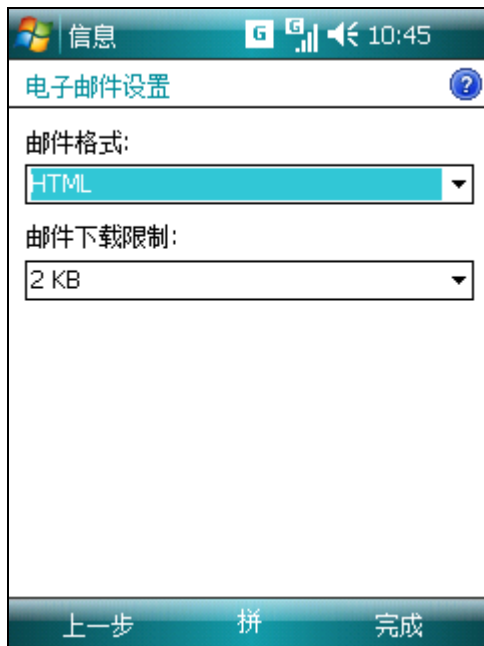 信息 G G 10:45
电子邮件设置 ?
邮件格式:
HTML
邮件下载限制:
2 KB
上一步 拼 完成